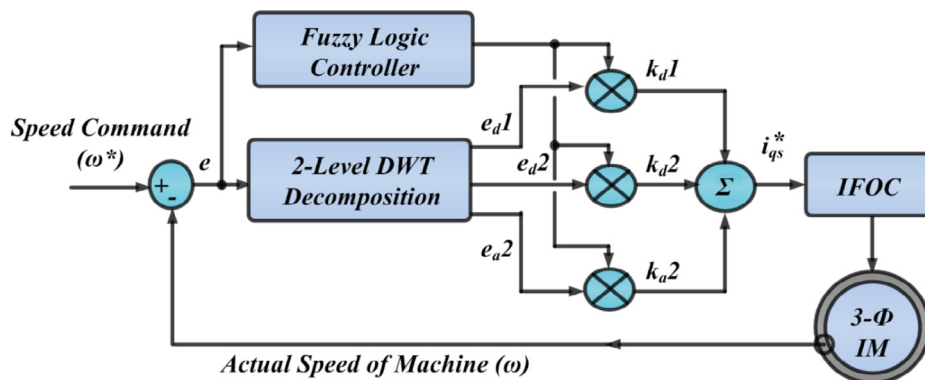 Fuzzy Logic
Controller
k_d1
e_d1
Speed Command
(ω*)
e
+
-
2-Level DWT
Decomposition
e_d2
k_d2
Σ
i*_qs
IFOC
e_a2
k_a2
3-Φ
IM
Actual Speed of Machine (ω)